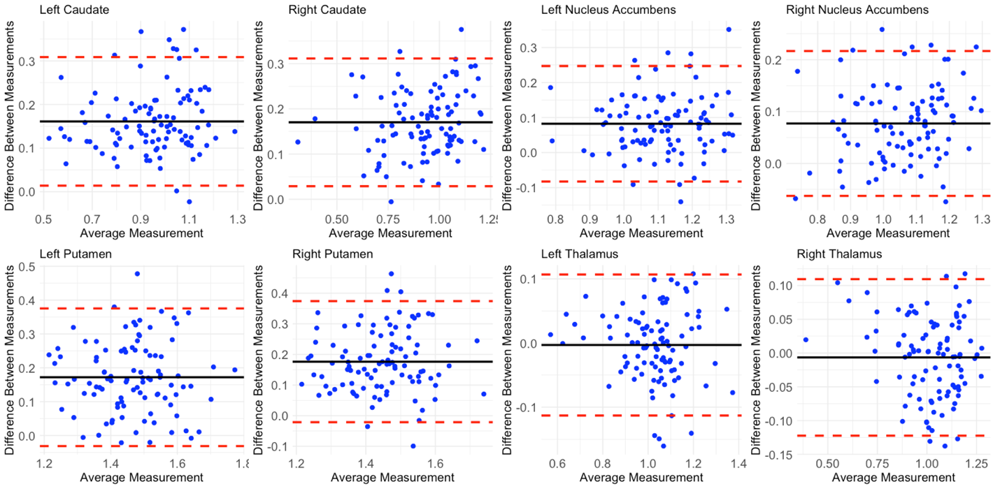 Left Caudate
Difference Between Measurements
0.3
0.2
0.1
0.0
0.5 0.7 0.9 1.1 1.3
Average Measurement
Right Caudate
Difference Between Measurements
0.3
0.2
0.1
0.0
0.50 0.75 1.00 1.25
Average Measurement
Left Nucleus Accumbens
Difference Between Measurements
0.3
0.2
0.1
0.0
-0.1
0.8 0.9 1.0 1.1 1.2 1.3
Average Measurement
Right Nucleus Accumbens
Difference Between Measurements
0.2
0.1
0.0
0.8 0.9 1.0 1.1 1.2 1.3
Average Measurement
Left Putamen
Difference Between Measurements
0.5
0.4
0.3
0.2
0.1
0.0
1.2 1.4 1.6 1.8
Average Measurement
Right Putamen
Difference Between Measurements
0.4
0.3
0.2
0.1
0.0
-0.1
1.2 1.4 1.6
Average Measurement
Left Thalamus
Difference Between Measurements
0.1
0.0
-0.1
0.6 0.8 1.0 1.2 1.4
Average Measurement
Right Thalamus
Difference Between Measurements
0.10
0.05
0.00
-0.05
-0.10
-0.15
0.50 0.75 1.00 1.25
Average Measurement